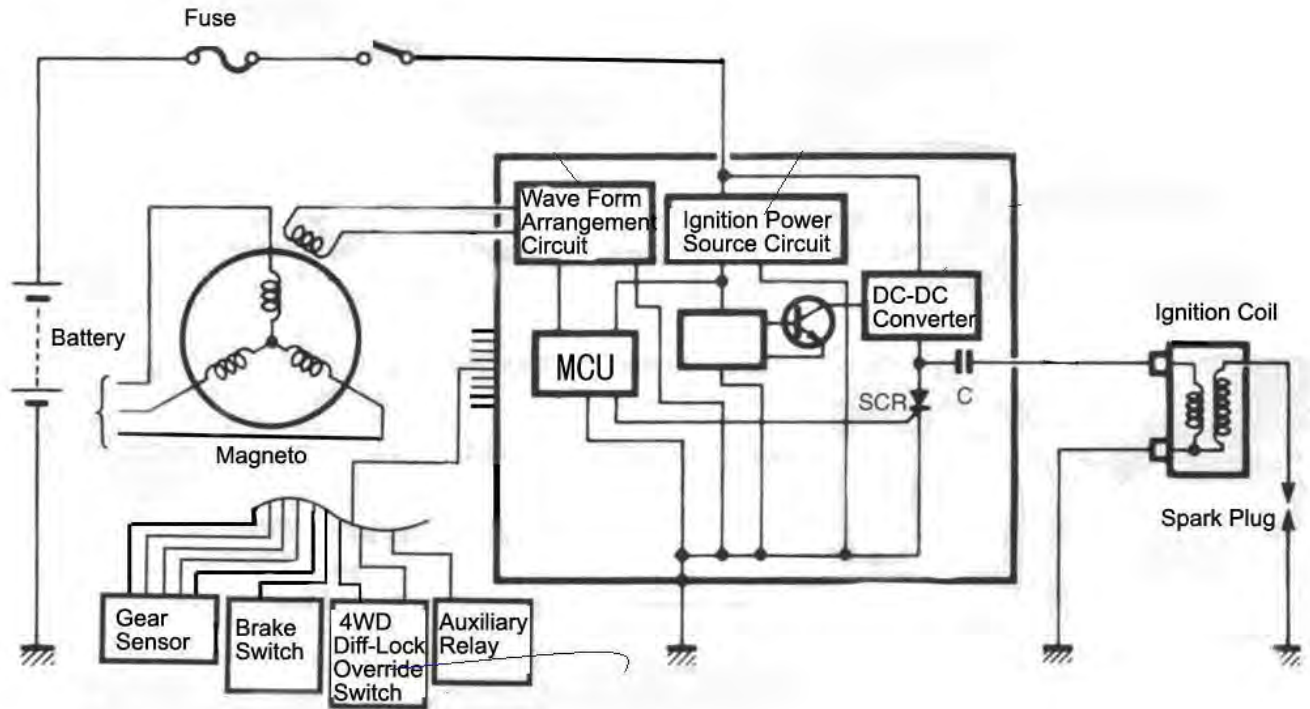 Fuse
Wave Form
Arrangement
Circuit
Ignition Power
Source Circuit
DC-DC
Converter
Ignition Coil
Battery
MCU
SCR
C
Magneto
Spark Plug
Gear
Sensor
Brake
Switch
4WD
Diff-Lock
Override
Switch
Auxiliary
Relay